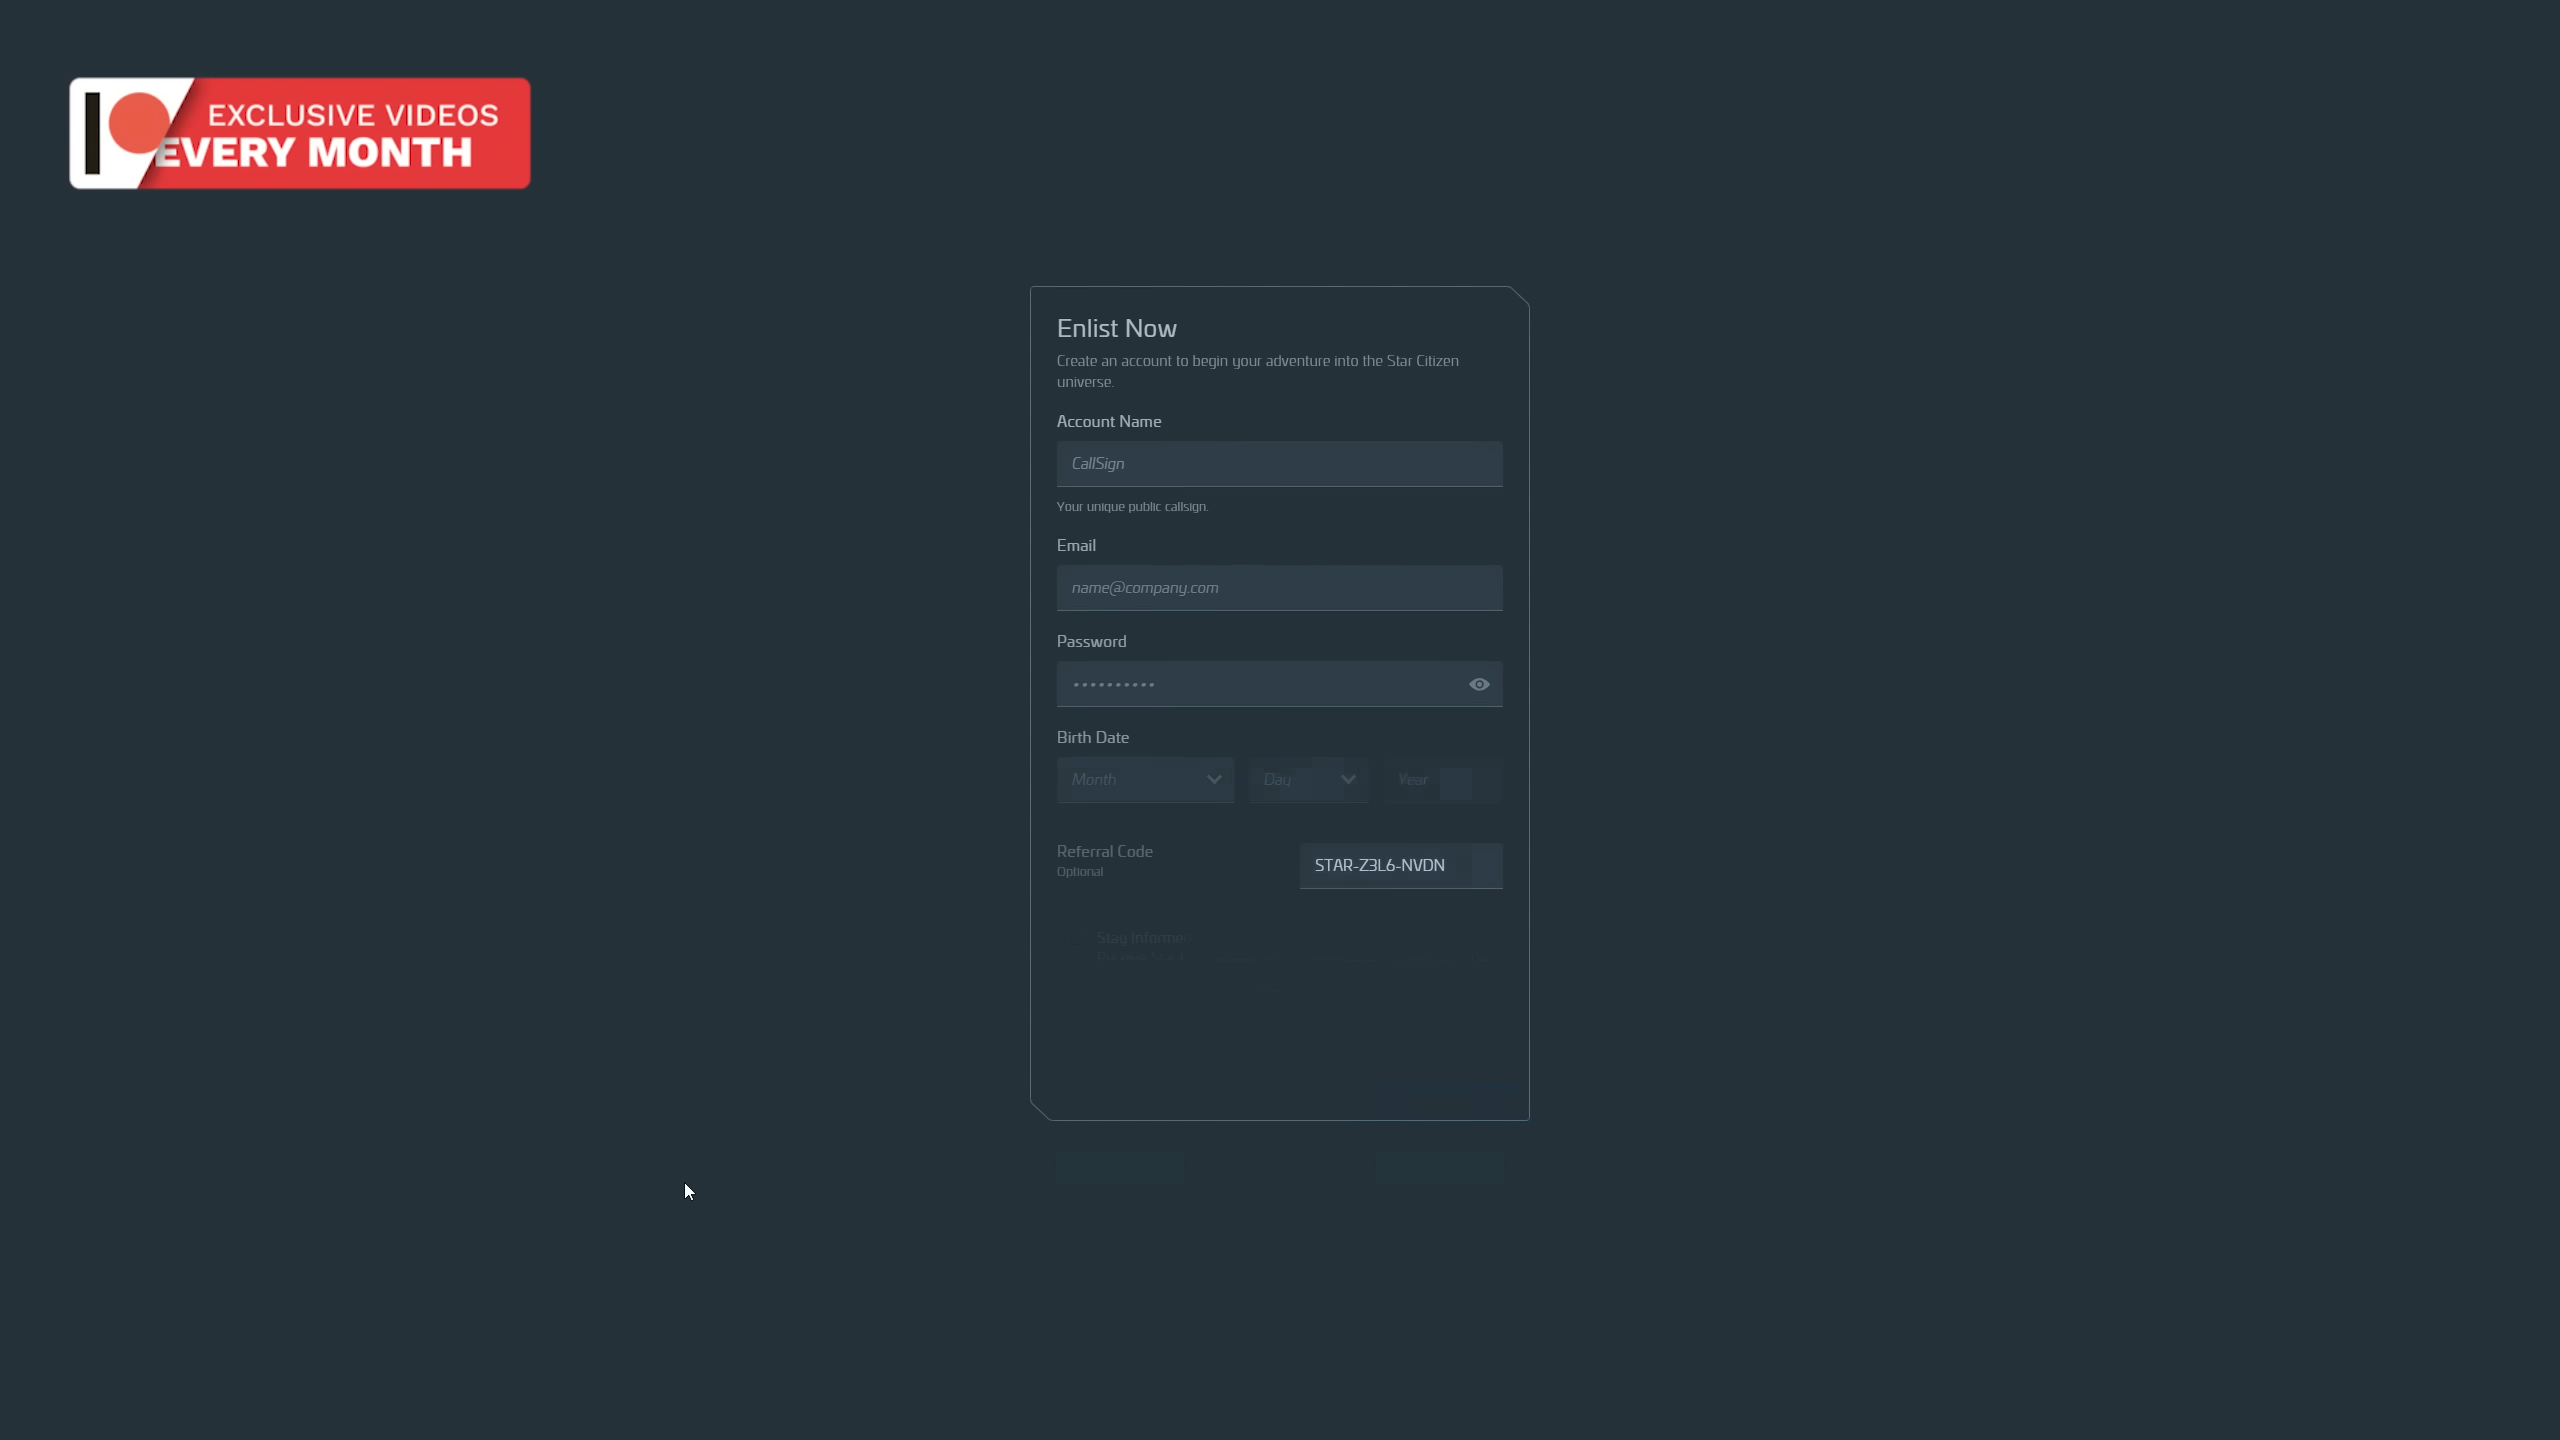 EXCLUSIVE VIDEOS
EVERY MONTH
Enlist Now
Create an account to begin your adventure into the Star Citizen
universe.
Account Name
CallSign
Your unique public callsign.
Email
name@company.com
Password
••••••••••
Birth Date
Month Day Year
Referral Code
Optional
STAR-Z3L6-NVDN
Stay